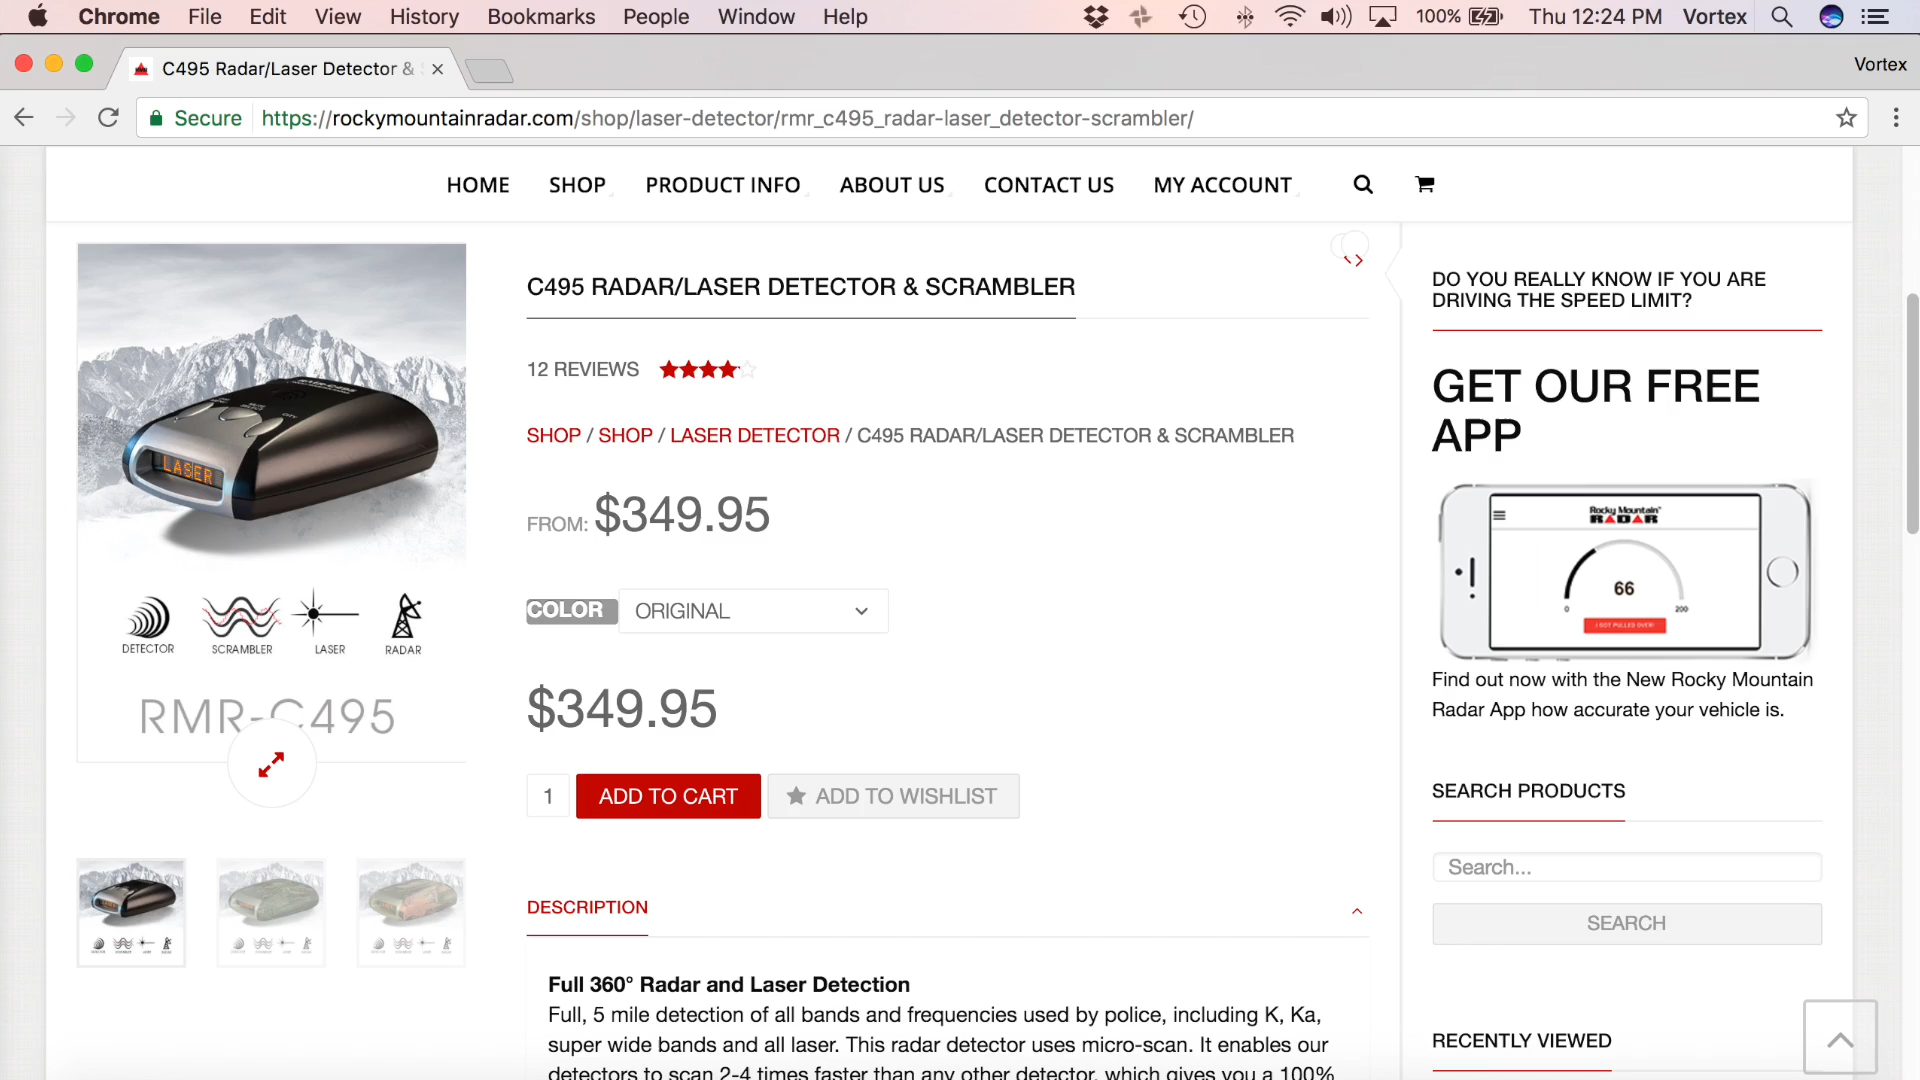 Chrome File Edit View History Bookmarks People Window Help 100% Thu 12:24 PM Vortex
C495 Radar/Laser Detector & Vortex
Secure https://rockymountainradar.com/shop/laser-detector/rmr_c495_radar-laser_detector-scrambler/
HOME SHOP PRODUCT INFO ABOUT US CONTACT US MY ACCOUNT
LASER
DETECTOR SCRAMBLER LASER RADAR
RMR-C495
C495 RADAR/LASER DETECTOR & SCRAMBLER
12 REVIEWS
SHOP / SHOP / LASER DETECTOR / C495 RADAR/LASER DETECTOR & SCRAMBLER
FROM: $349.95
COLOR ORIGINAL
$349.95
1 ADD TO CART ADD TO WISHLIST
DESCRIPTION
Full 360° Radar and Laser Detection
Full, 5 mile detection of all bands and frequencies used by police, including K, Ka,
super wide bands and all laser. This radar detector uses micro-scan. It enables our
detectors to scan 2-4 times faster than any other detector, which gives you a 100%
DO YOU REALLY KNOW IF YOU ARE
DRIVING THE SPEED LIMIT?
GET OUR FREE
APP
Rocky Mountain
RADAR
66
0 200
I GOT PULLED OVER!
Find out now with the New Rocky Mountain
Radar App how accurate your vehicle is.
SEARCH PRODUCTS
Search...
SEARCH
RECENTLY VIEWED